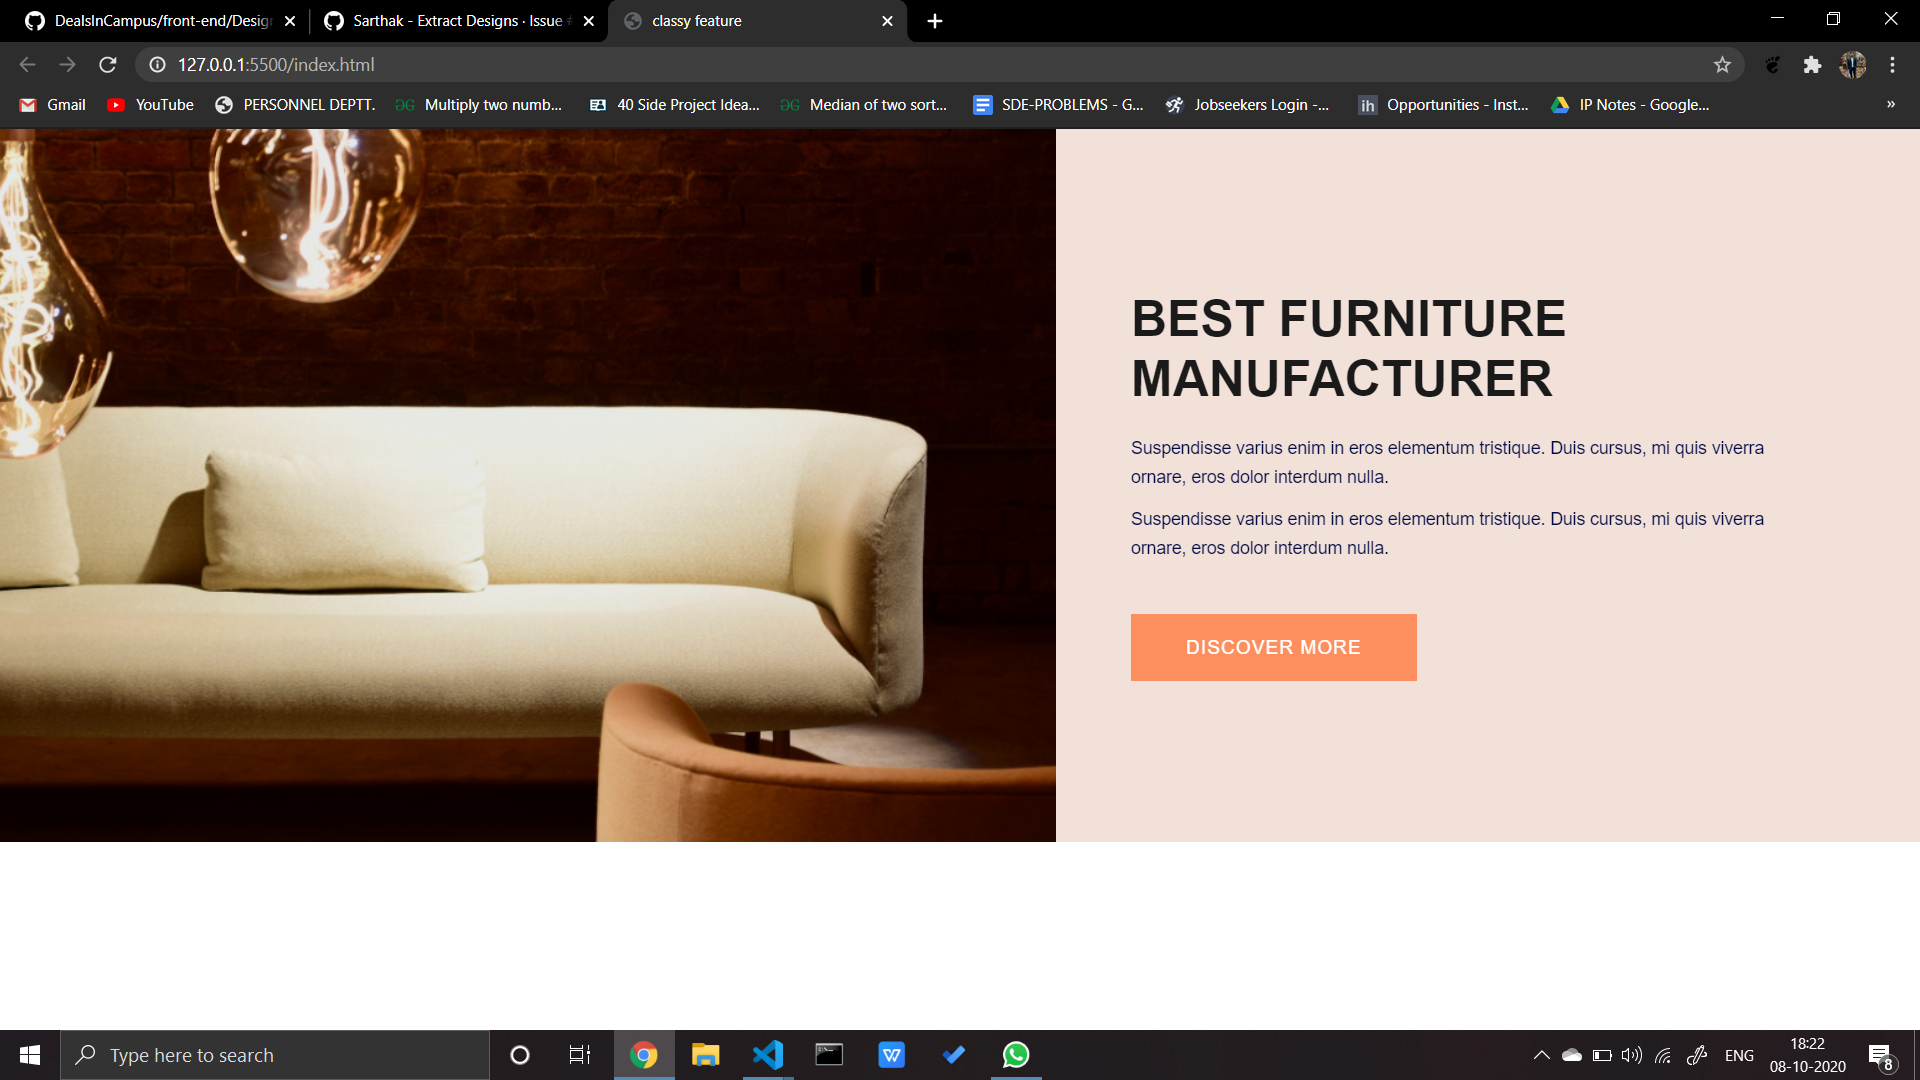 DealsInCampus/front-end/Desig
Sarthak - Extract Designs · Issue
classy feature
127.0.0.1:5500/index.html
Gmail
YouTube
PERSONNEL DEPTT.
Multiply two numb...
40 Side Project Idea...
Median of two sort...
SDE-PROBLEMS - G...
Jobseekers Login -...
Opportunities - Inst...
IP Notes - Google...
»
BEST FURNITURE
MANUFACTURER
Suspendisse varius enim in eros elementum tristique. Duis cursus, mi quis viverra
ornare, eros dolor interdum nulla.
Suspendisse varius enim in eros elementum tristique. Duis cursus, mi quis viverra
ornare, eros dolor interdum nulla.
DISCOVER MORE
Type here to search
ENG
18:22
08-10-2020
8